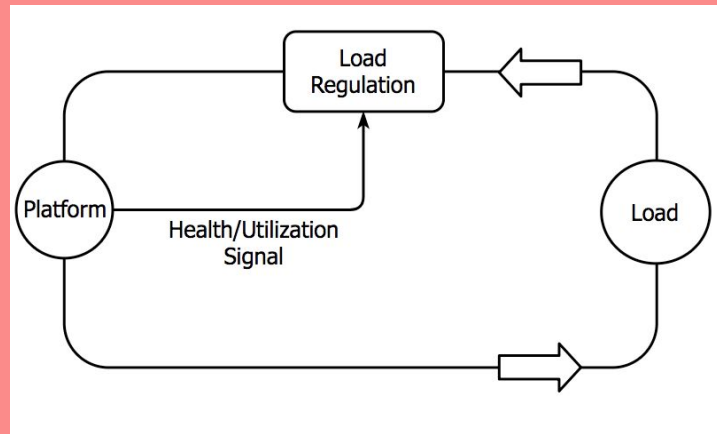 Load
Regulation
Platform
Health/Utilization
Signal
Load